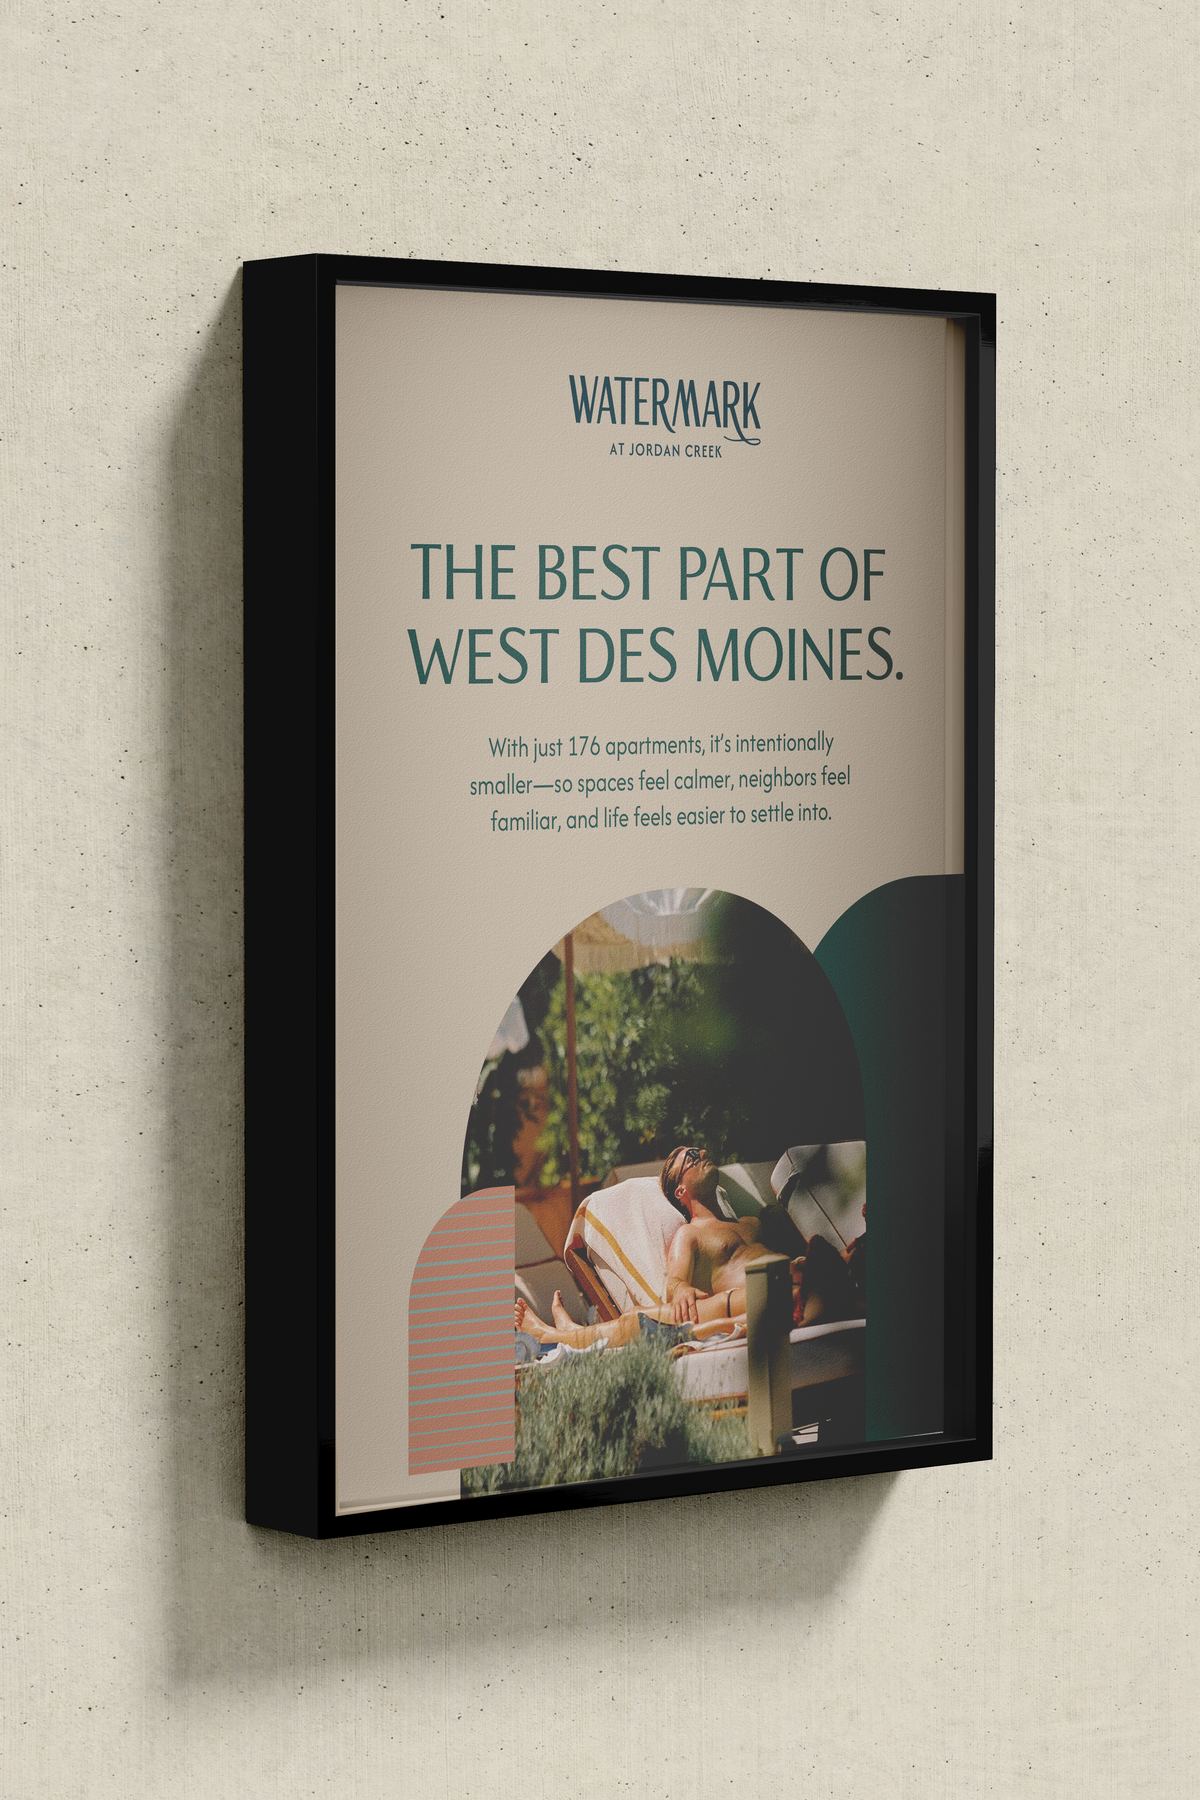 WATERMARK
AT JORDAN CREEK
THE BEST PART OF
WEST DES MOINES.
With just 176 apartments, it's intentionally
smaller—so spaces feel calmer, neighbors feel
familiar, and life feels easier to settle into.